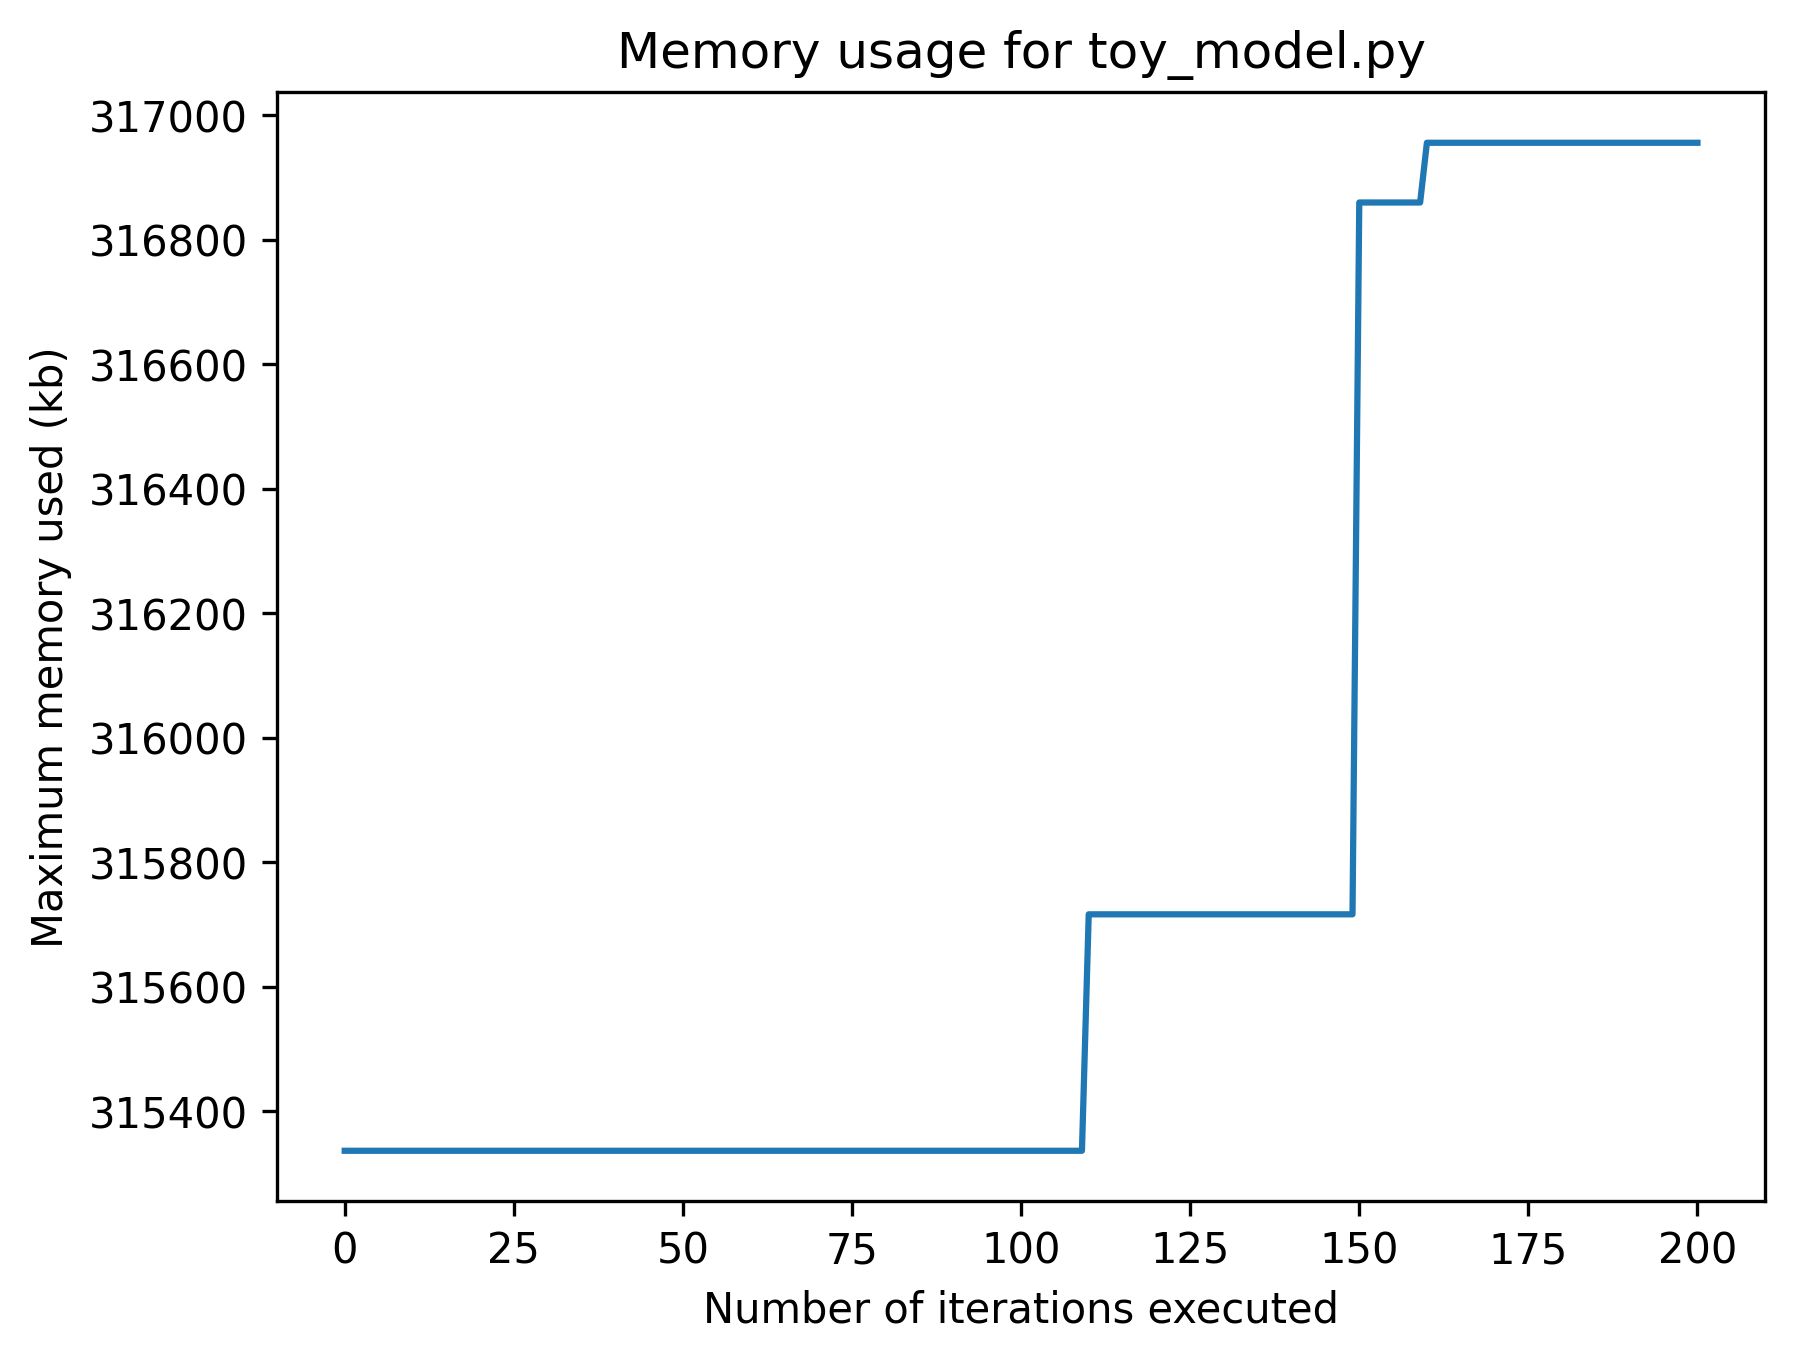 Memory usage for toy_model.py
317000
316800
316600
316400
316200
316000
315800
315600
315400
Maximum memory used (kb)
0 25 50 75 100 125 150 175 200
Number of iterations executed